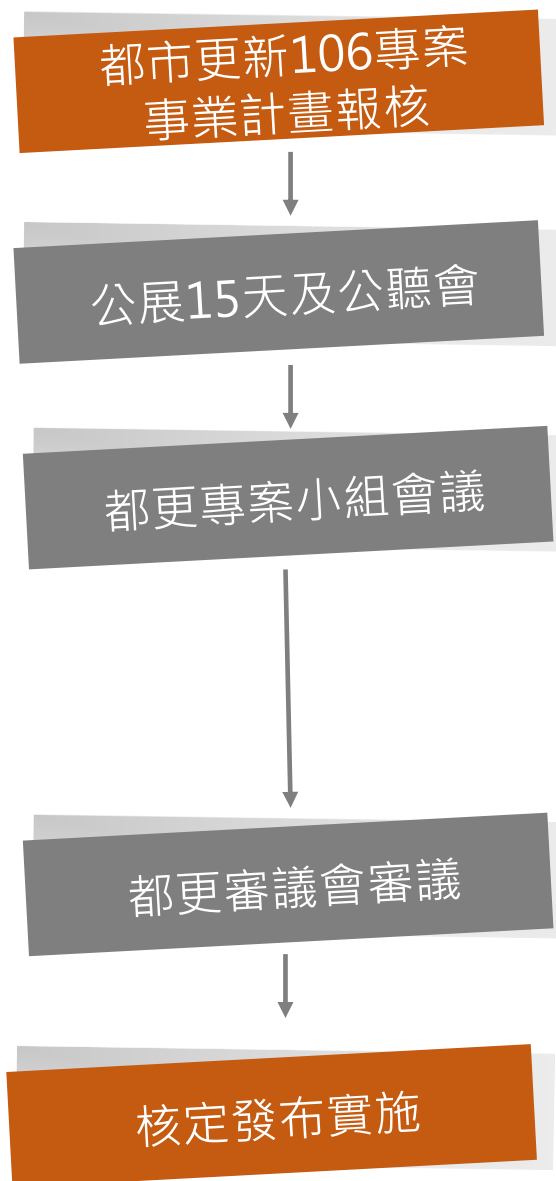 都市更新106專案
事業計畫報核
公展15天及公聽會
都更專案小組會議
都更審議會審議
核定發布實施